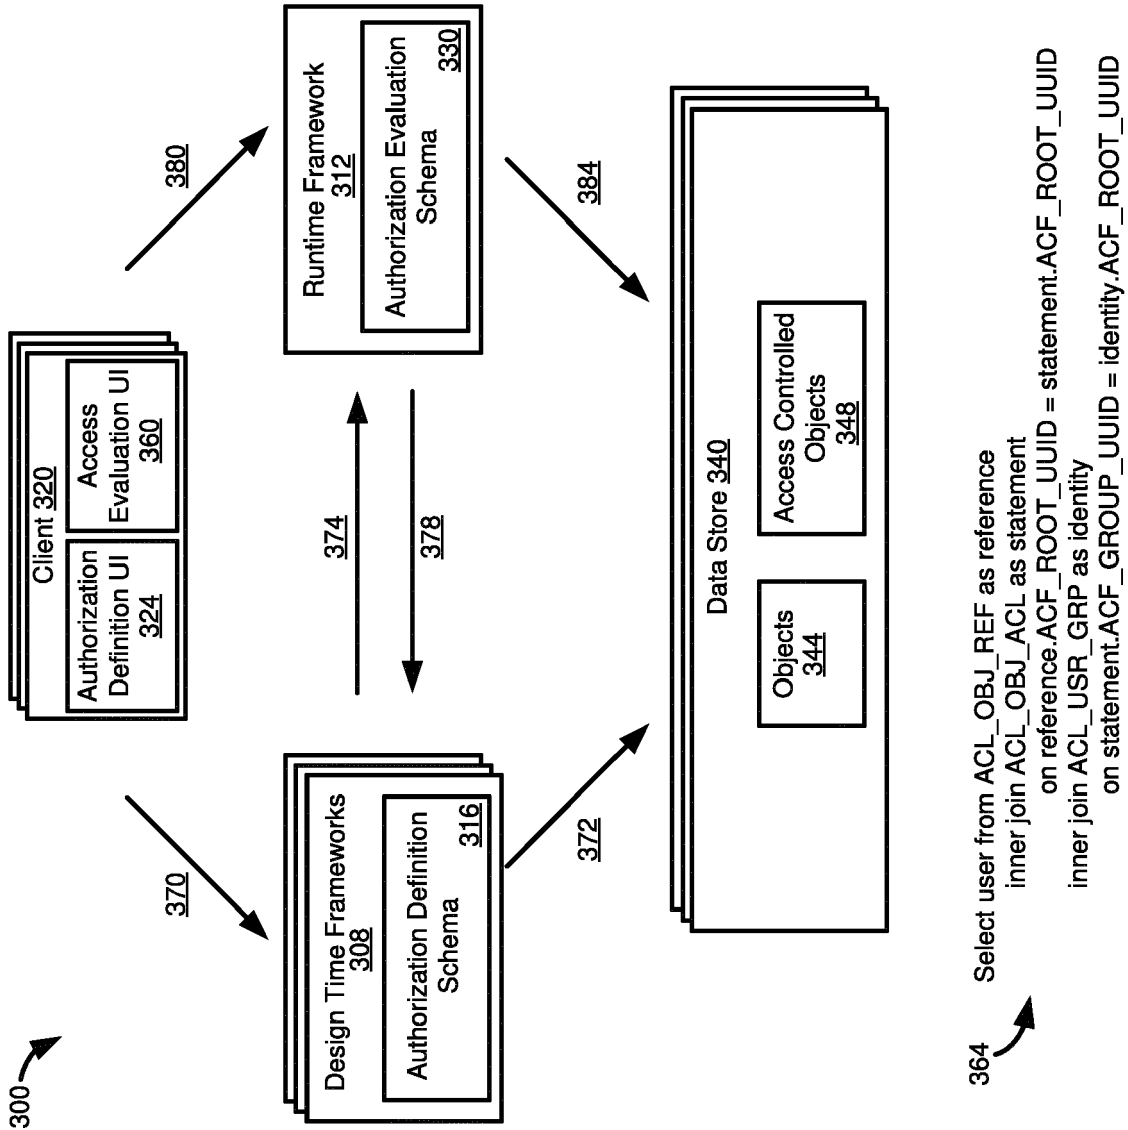 300
Client 320
Authorization
Definition UI
324
Access
Evaluation UI
360
370
380
Design Time Frameworks
308
Authorization Definition
Schema
316
374
378
Runtime Framework
312
Authorization Evaluation
Schema
330
372
384
Data Store 340
Objects
344
Access Controlled
Objects
348
364
Select user from ACL_OBJ_REF as reference
inner join ACL_OBJ_ACL as statement
on reference.ACF_ROOT_UUID = statement.ACF_ROOT_UUID
inner join ACL_USR_GRP as identity
on statement.ACF_GROUP_UUID = identity.ACF_ROOT_UUID